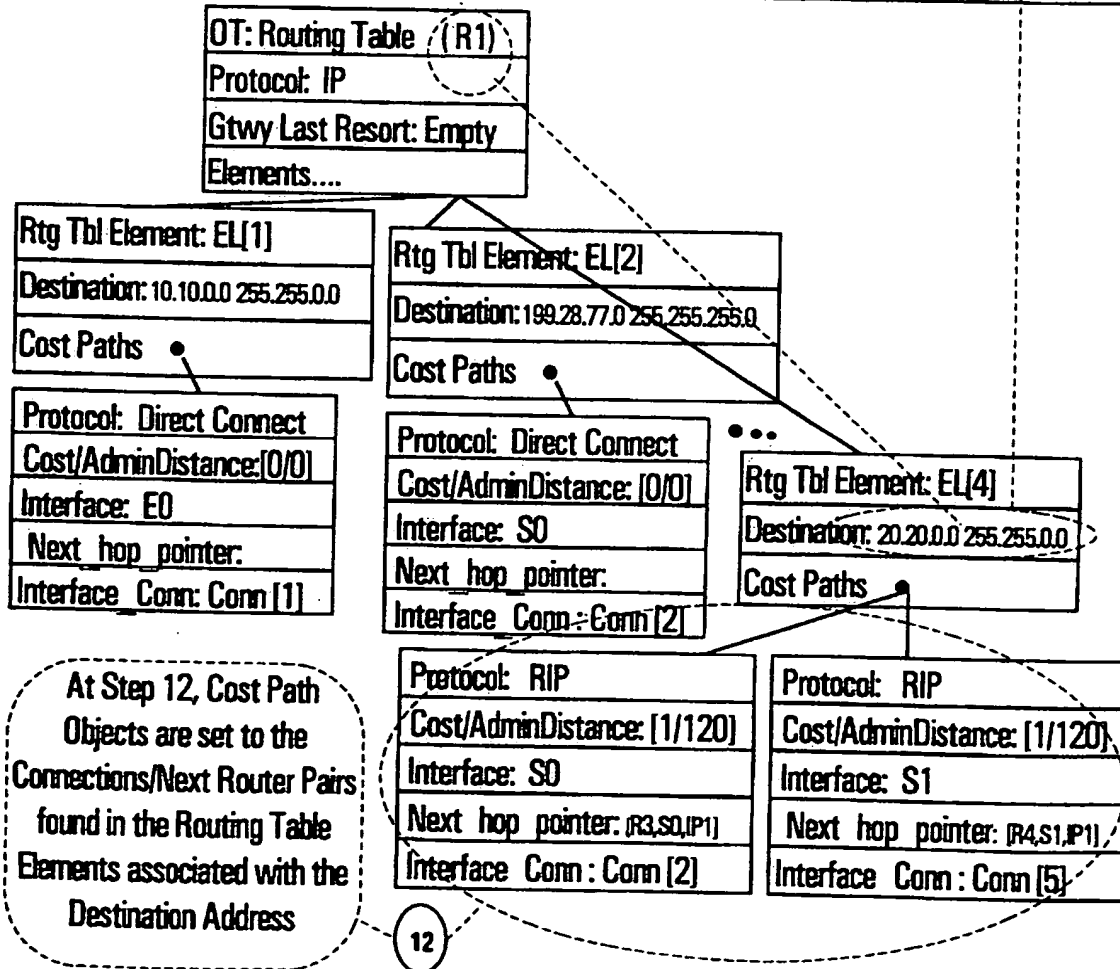 OT: Routing Table (R1)
Protocol: IP
Gtwy Last Resort: Empty
Elements....
Rtg Tbl Element: EL[1]
Destination: 10.10.0.0 255.255.0.0
Cost Paths
Protocol: Direct Connect
Cost/AdminDistance:[0/0]
Interface: E0
Next_hop_pointer:
Interface_Conn: Conn [1]
Rtg Tbl Element: EL[2]
Destination: 199.28.77.0 255.255.255.0
Cost Paths
Protocol: Direct Connect
Cost/AdminDistance: [0/0]
Interface: S0
Next_hop_pointer:
Interface_Conn: Conn [2]
Rtg Tbl Element: EL[4]
Destination: 20.20.0.0 255.255.0.0
Cost Paths
Protocol: RIP
Cost/AdminDistance: [1/120]
Interface: S0
Next hop pointer: [R3,S0,IP1]
Interface Conn: Conn [2]
Protocol: RIP
Cost/AdminDistance: [1/120]
Interface: S1
Next hop pointer: [R4,S1,IP1]
Interface Conn: Conn [5]
At Step 12, Cost Path
Objects are set to the
Connections/Next Router Pairs
found in the Routing Table
Elements associated with the
Destination Address
12